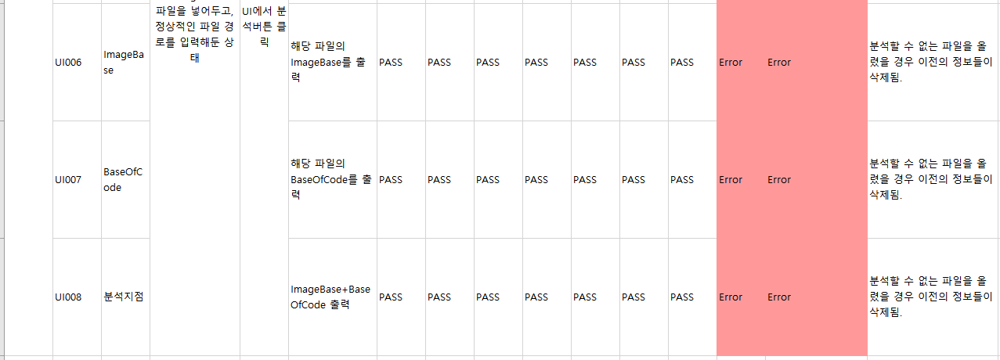 파일을 넣어두고,
정상적인 파일 경
로를 입력해둔 상
태
UI에서 분
석버튼 클
릭
UI006
ImageBa
se
해당 파일의
ImageBase를 출
력
PASS
PASS
PASS
PASS
PASS
PASS
PASS
Error
Error
분석할 수 없는 파일을 올
렸을 경우 이전의 정보들이
삭제됨.
UI007
BaseOfC
ode
해당 파일의
BaseOfCode를 출
력
PASS
PASS
PASS
PASS
PASS
PASS
PASS
Error
Error
분석할 수 없는 파일을 올
렸을 경우 이전의 정보들이
삭제됨.
UI008
분석지점
ImageBase+Base
OfCode 출력
PASS
PASS
PASS
PASS
PASS
PASS
PASS
Error
Error
분석할 수 없는 파일을 올
렸을 경우 이전의 정보들이
삭제됨.